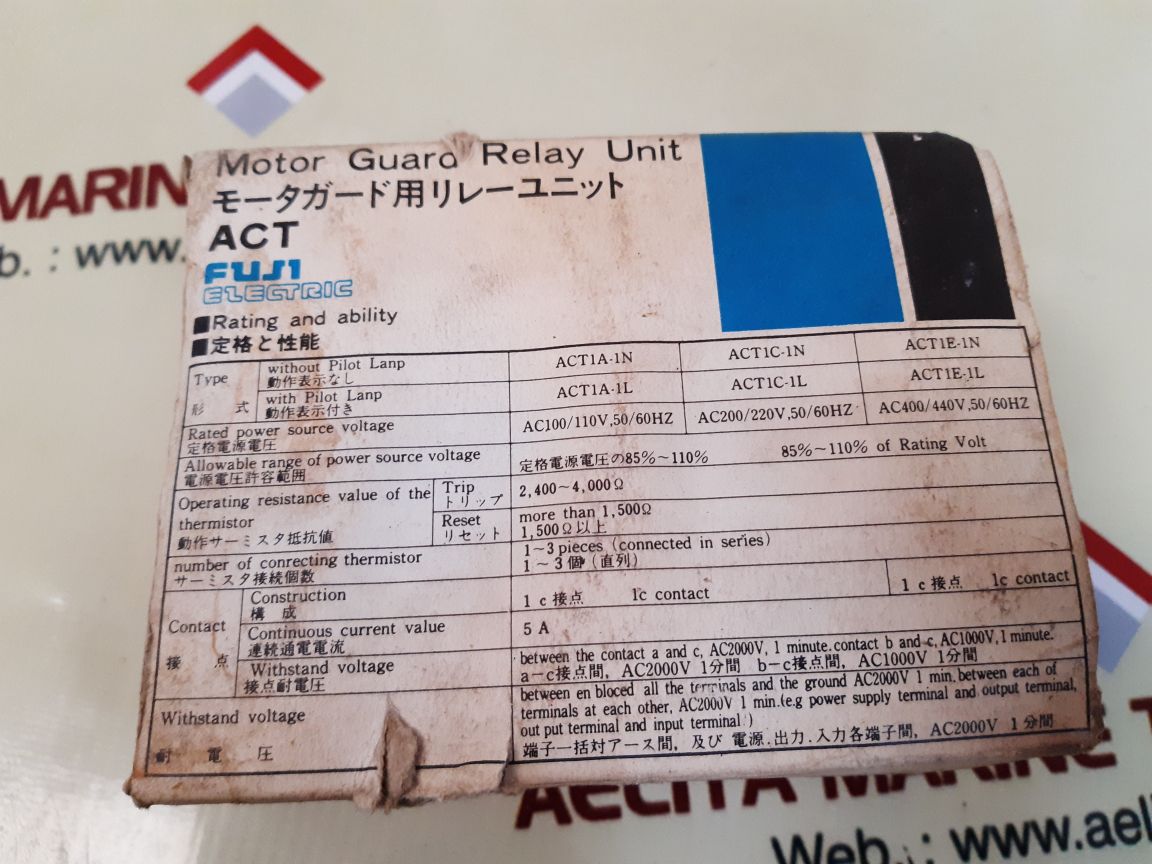 MARIN
b. : www.
Motor Guard Relay Unit
モータガード用リレーユニット
ACT
FUJI
ELECTRIC
■Rating and ability
■定格と性能
Type
形 式
without Pilot Lanp
動作表示なし
ACT1A-1N
ACT1C-1N
ACT1E-1N
with Pilot Lanp
動作表示付き
ACT1A-1L
ACT1C-1L
ACT1E-1L
Rated power source voltage
定格電源電圧
AC100/110V,50/60HZ
AC200/220V,50/60HZ
AC400/440V,50/60HZ
Allowable range of power source voltage
電源電圧許容範囲
定格電源電圧の85%~110%
85%~110% of Rating Volt
Operating resistance value of the
thermistor
動作サーミスタ抵抗値
Trip
トリップ
2,400~4,000Ω
Reset
リセット
more than 1,500Ω
1,500Ω以上
number of conrecting thermistor
サーミスタ接続個数
1~3 pieces (connected in series)
1~3個 (直列)
Contact
接 点
Construction
構 成
1 c 接点 1c contact
1 c 接点 1c contact
Continuous current value
連続通電電流
5 A
Withstand voltage
接点耐電圧
between the contact a and c, AC2000V, 1 minute.contact b and c, AC1000V, 1 minute.
a-c接点間, AC2000V 1分間 b-c接点間, AC1000V 1分間
Withstand voltage
耐 電 圧
between en bloced all the terminals and the ground AC2000V 1 min. between each of
terminals at each other, AC2000V 1 min.(e.g power supply terminal and output terminal,
out put terminal and input terminal.)
端子一括対アース間, 及び 電源.出力.入力各端子間, AC2000V 1分間
AELITA MARINE T
Web. : www.aeli